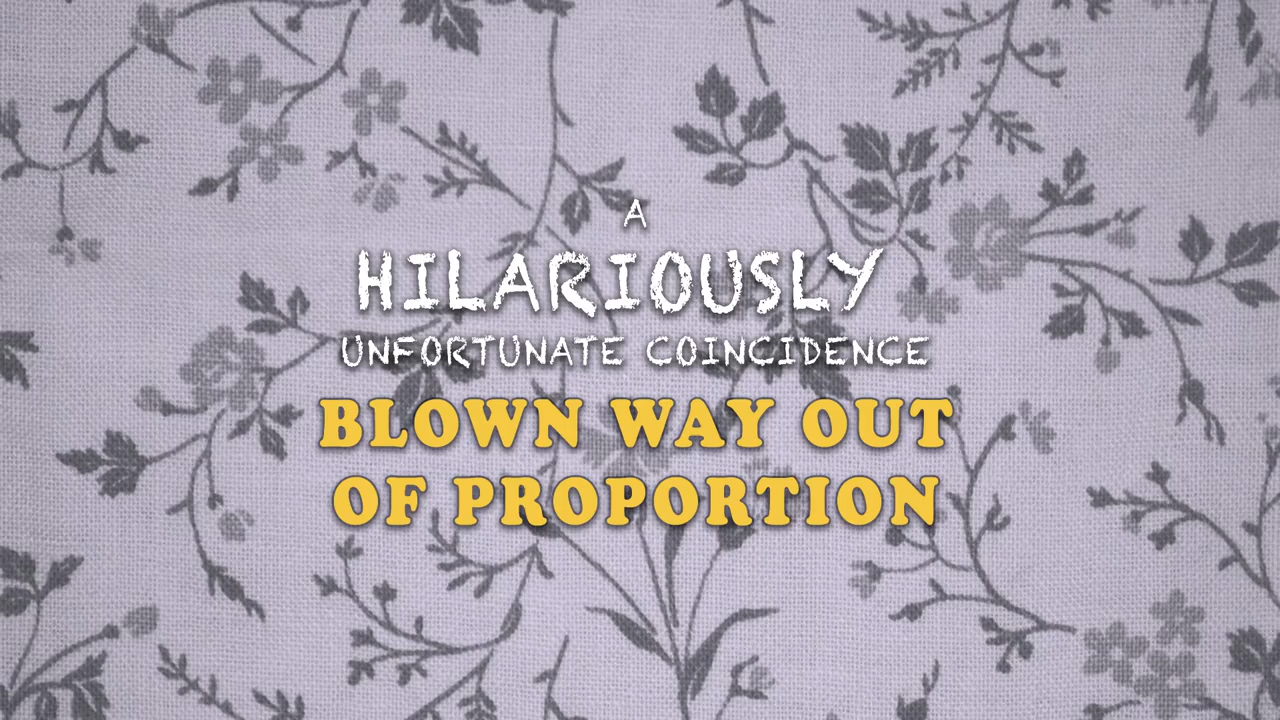 A
HILARIOUSLY
UNFORTUNATE COINCIDENCE
BLOWN WAY OUT
OF PROPORTION